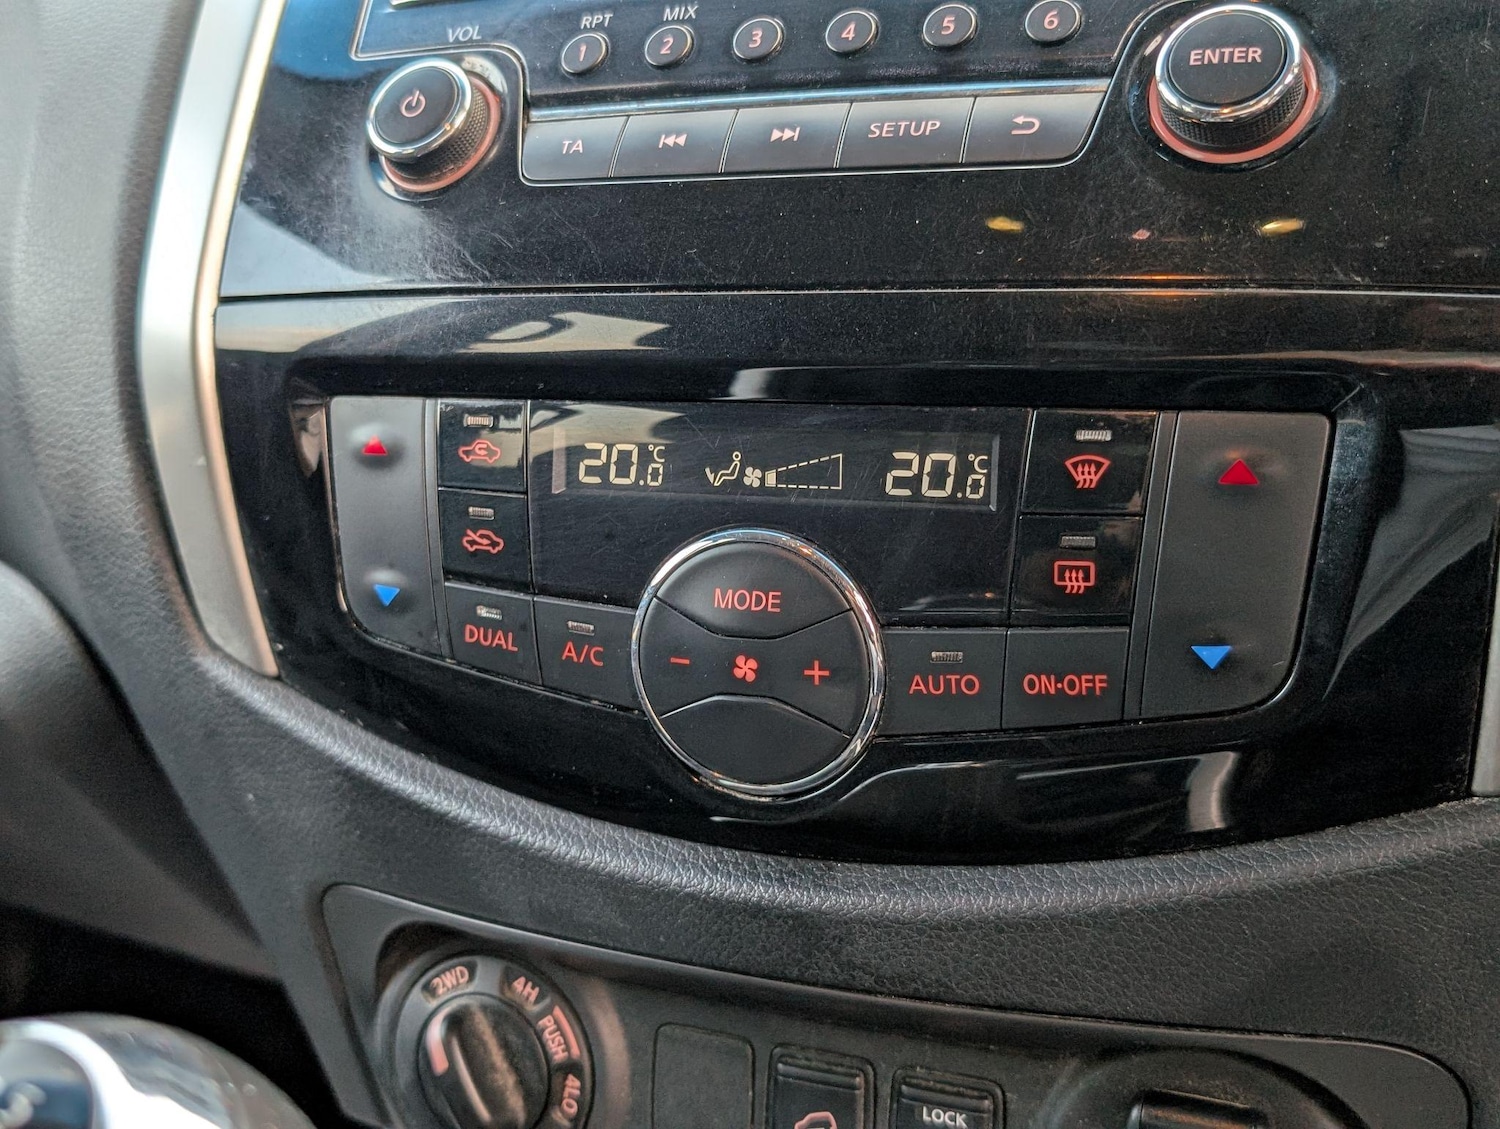 VOL
RPT MIX
1 2 3 4 5 6
ENTER
TA SETUP
20.0 °C 20.0 °C
MODE
DUAL A/C - + AUTO ON·OFF
2WD 4H
PUSH
4LO
LOCK